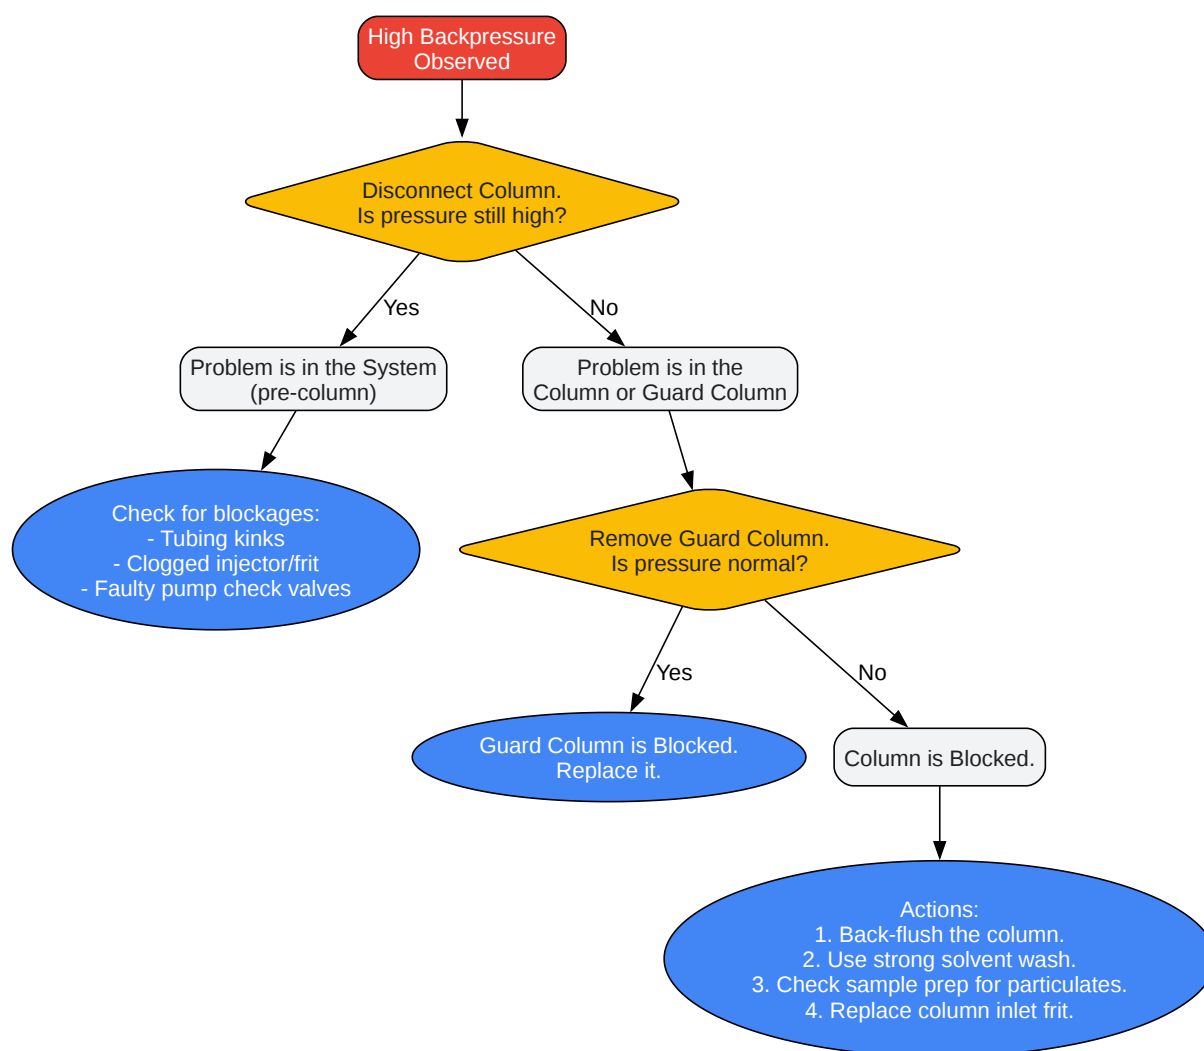 High Backpressure
Observed
Disconnect Column.
Is pressure still high?
Yes
No
Problem is in the System
(pre-column)
Problem is in the
Column or Guard Column
Check for blockages:
- Tubing kinks
- Clogged injector/frit
- Faulty pump check valves
Remove Guard Column.
Is pressure normal?
Yes
No
Guard Column is Blocked.
Replace it.
Column is Blocked.
Actions:
1. Back-flush the column.
2. Use strong solvent wash.
3. Check sample prep for particulates.
4. Replace column inlet frit.